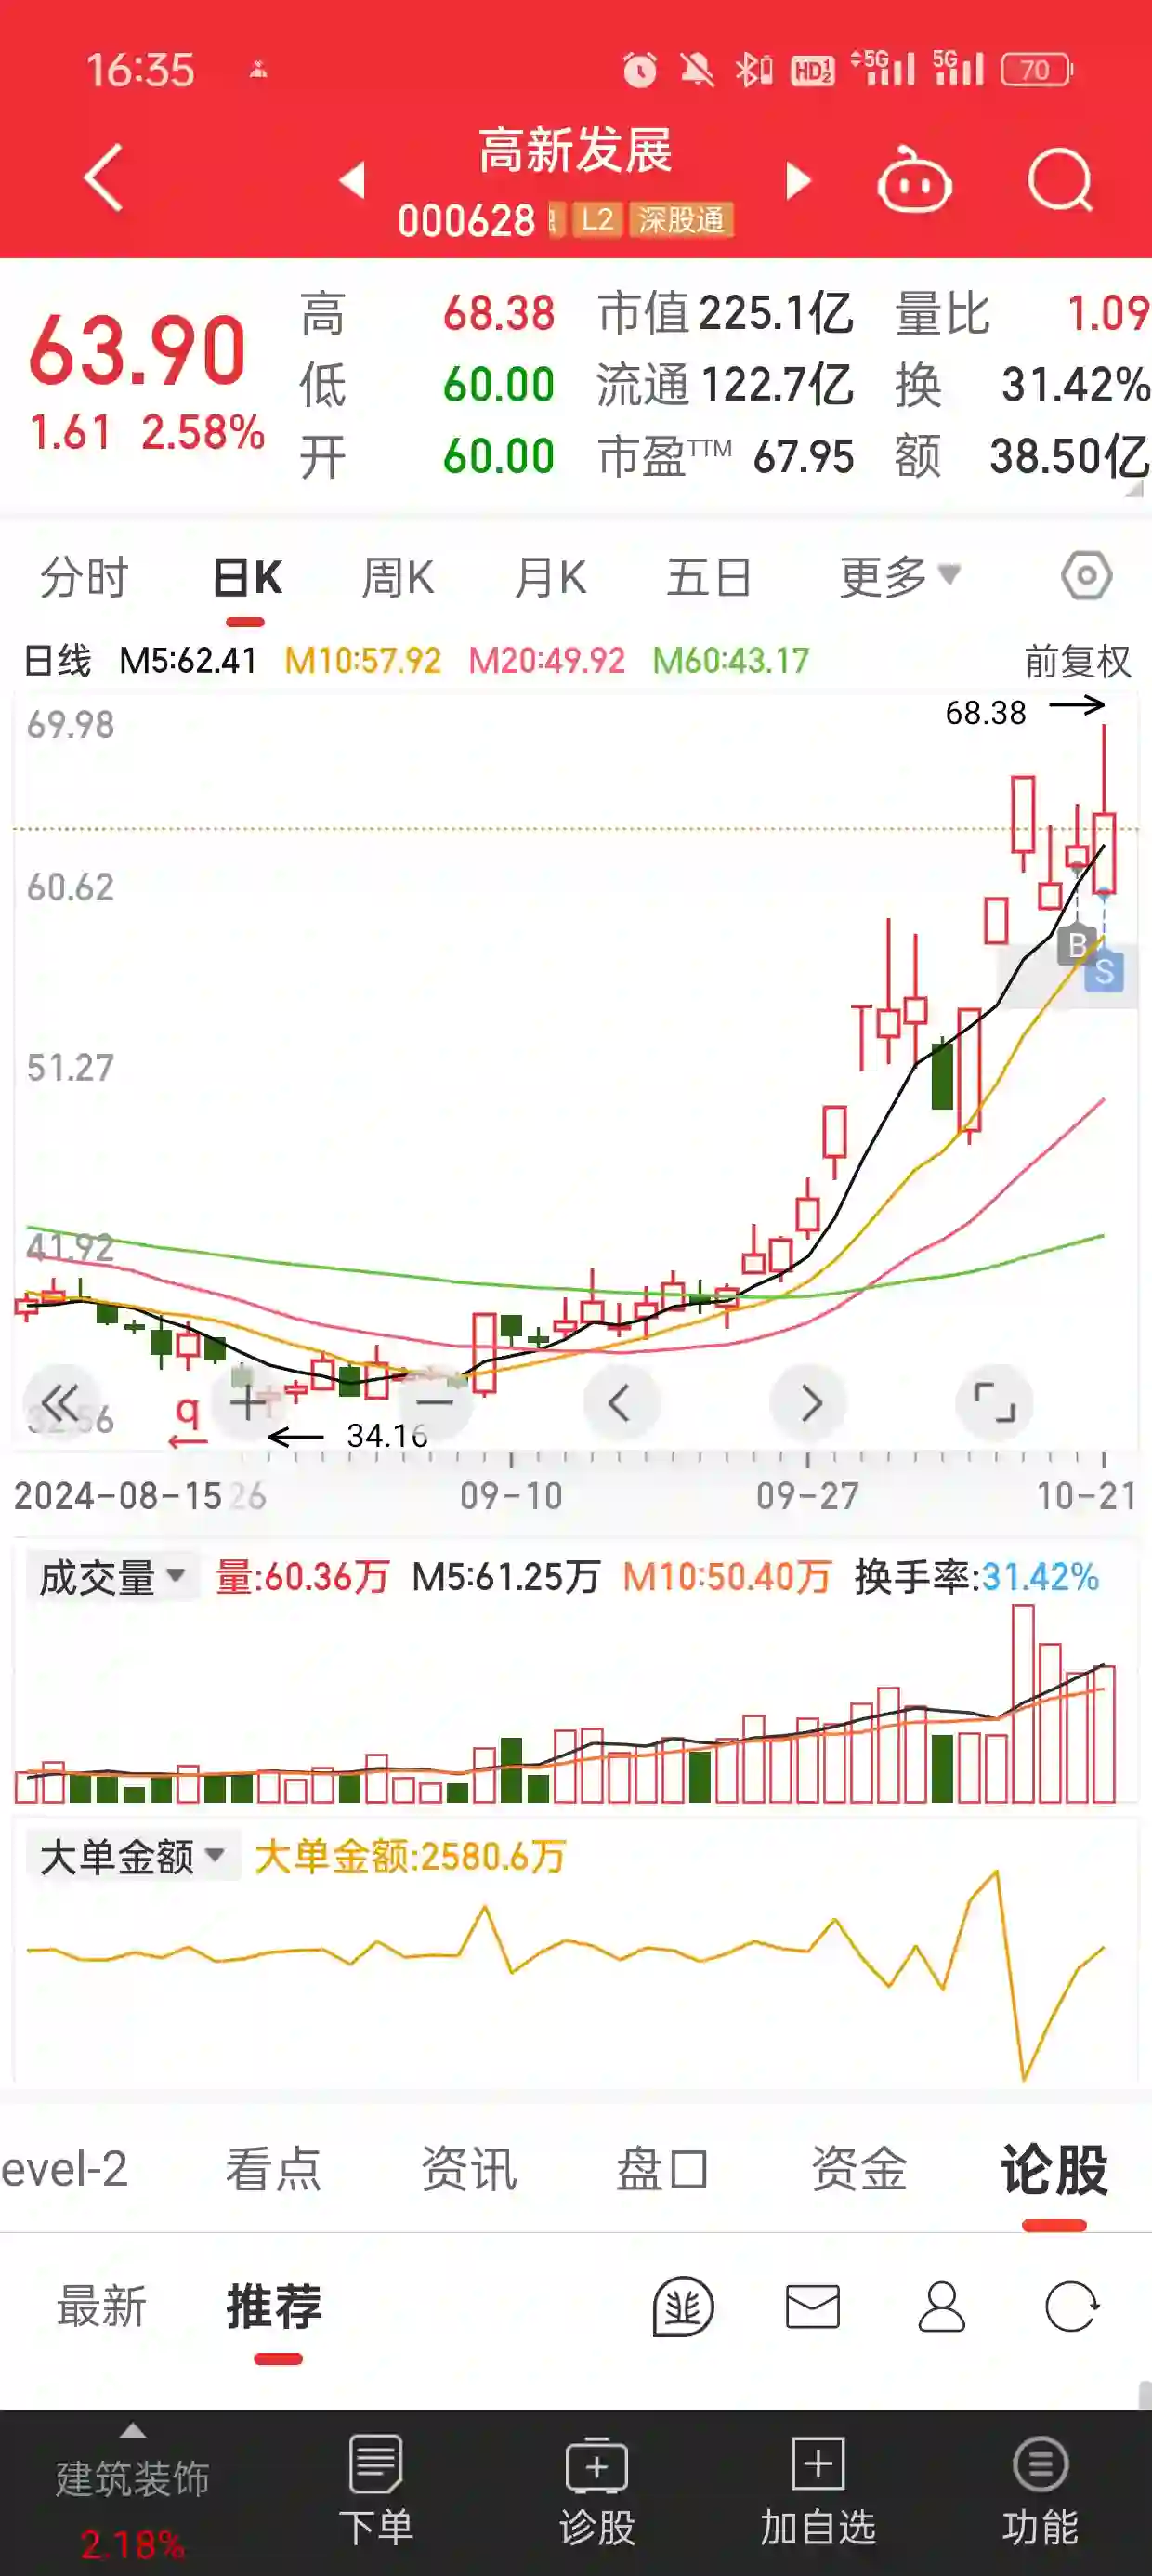 16:35 HD1 2 5G 5G 70
高新发展
000628 L2 深股通
63.90
1.61 2.58%
高 68.38 市值 225.1亿 量比 1.09
低 60.00 流通 122.7亿 换 31.42%
开 60.00 市盈TTM 67.95 额 38.50亿
分时 日K 周K 月K 五日 更多
日线 M5:62.41 M10:57.92 M20:49.92 M60:43.17 前复权
69.98
68.38
60.62
B
S
51.27
41.92
q
34.16
2024-08-15 26 09-10 09-27 10-21
成交量 量:60.36万 M5:61.25万 M10:50.40万 换手率:31.42%
大单金额 大单金额:2580.6万
evel-2 看点 资讯 盘口 资金 论股
最新 推荐
建筑装饰
2.18%
下单 诊股 加自选 功能